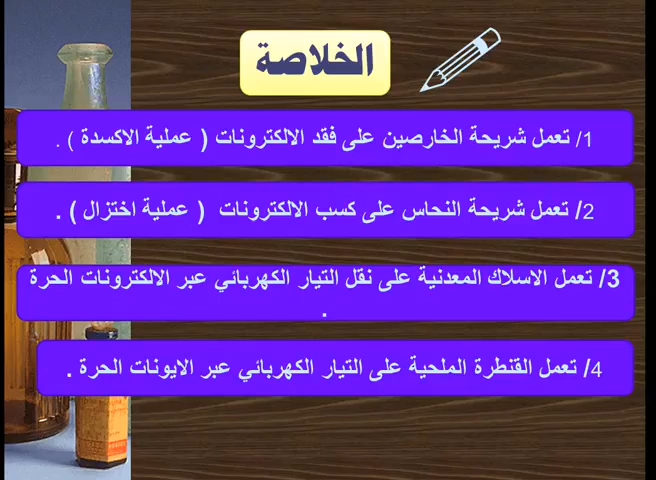 الخلاصة
1/ تعمل شريحة الخارصين على فقد الالكترونات ( عملية الاكسدة ) .
2/ تعمل شريحة النحاس على كسب الالكترونات ( عملية اختزال ) .
3/ تعمل الاسلاك المعدنية على نقل التيار الكهربائي عبر الالكترونات الحرة
.
4/ تعمل القنطرة الملحية على التيار الكهربائي عبر الايونات الحرة .